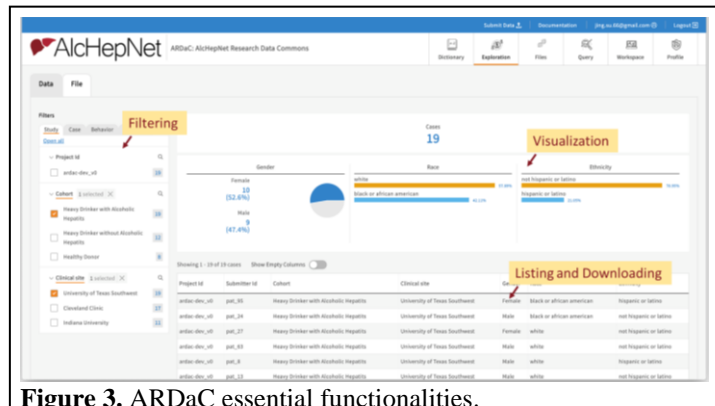 Submit Data
Documentation
Logout
AlcHepNet
ARDaC: AlcHepNet Research Data Commons
Dictionary
Exploration
Files
Query
Workspace
Profile
Data
File
Filters
Study
Case
Behavior
Open all
Filtering
Project Id
ardac-dev_v0
19
Cohort
1 selected
Heavy Drinker with Alcoholic
Hepatitis
19
Heavy Drinker without Alcoholic
Hepatitis
Healthy Donor
Clinical site
1 selected
University of Texas Southwest
19
Cleveland Clinic
17
Indiana University
Cases
19
Visualization
Gender
Female
10
(52.6%)
Male
9
(47.4%)
Race
white
black or african american
Ethnicity
not hispanic or latino
hispanic or latino
Showing 1 - 19 of 19 cases
Show Empty Columns
Listing and Downloading
Project Id Submitter Id Cohort Clinical site
ardac-dev_v0 pat_95 Heavy Drinker with Alcoholic Hepatitis University of Texas Southwest Female black or african american hispanic or latino
ardac-dev_v0 pat_24 Heavy Drinker with Alcoholic Hepatitis University of Texas Southwest Male black or african american not hispanic or latino
ardac-dev_v0 pat_27 Heavy Drinker with Alcoholic Hepatitis University of Texas Southwest Female white not hispanic or latino
ardac-dev_v0 Heavy Drinker with Alcoholic Hepatitis University of Texas Southwest Male white not hispanic or latino
ardac-dev_v0 Heavy Drinker with Alcoholic Hepatitis University of Texas Southwest Male white hispanic or latino
ardac-dev_v0 pat_13 Heavy Drinker with Alcoholic Hepatitis University of Texas Southwest Male white not hispanic or latino
Figure 3. ARDaC essential functionalities.